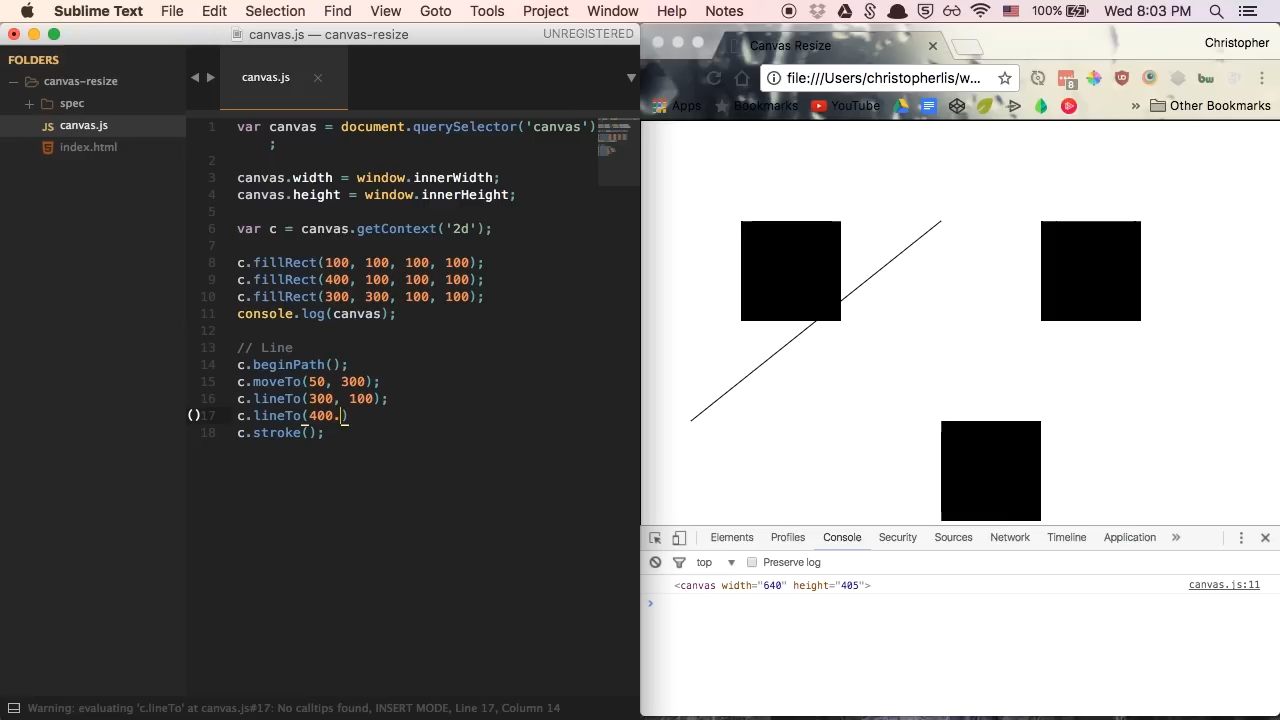 Sublime Text File Edit Selection Find View Goto Tools Project Window Help Notes 100% Wed 8:03 PM
canvas.js — canvas-resize UNREGISTERED
Canvas Resize Christopher
FOLDERS
canvas-resize
spec
canvas.js
index.html
canvas.js
file:///Users/christopherlis/w... 8 bw
Apps Bookmarks YouTube » Other Bookmarks
1 var canvas = document.querySelector('canvas')
;
2
3 canvas.width = window.innerWidth;
4 canvas.height = window.innerHeight;
5
6 var c = canvas.getContext('2d');
7
8 c.fillRect(100, 100, 100, 100);
9 c.fillRect(400, 100, 100, 100);
10 c.fillRect(300, 300, 100, 100);
11 console.log(canvas);
12
13 // Line
14 c.beginPath();
15 c.moveTo(50, 300);
16 c.lineTo(300, 100);
()17 c.lineTo(400.)
18 c.stroke();
Elements Profiles Console Security Sources Network Timeline Application »
top Preserve log
<canvas width="640" height="405"> canvas.js:11
Warning: evaluating 'c.lineTo' at canvas.js#17: No calltips found, INSERT MODE, Line 17, Column 14